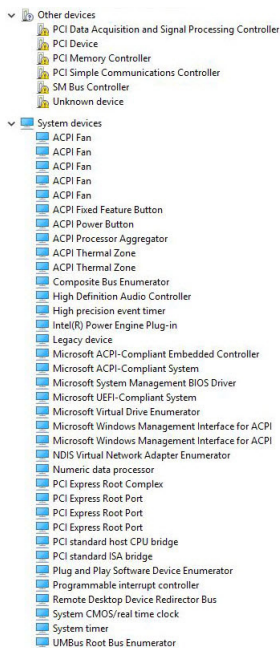 Other devices
PCI Data Acquisition and Signal Processing Controller
PCI Device
PCI Memory Controller
PCI Simple Communications Controller
SM Bus Controller
Unknown device
System devices
ACPI Fan
ACPI Fan
ACPI Fan
ACPI Fan
ACPI Fan
ACPI Fixed Feature Button
ACPI Power Button
ACPI Processor Aggregator
ACPI Thermal Zone
ACPI Thermal Zone
Composite Bus Enumerator
High Definition Audio Controller
High precision event timer
Intel(R) Power Engine Plug-in
Legacy device
Microsoft ACPI-Compliant Embedded Controller
Microsoft ACPI-Compliant System
Microsoft System Management BIOS Driver
Microsoft UEFI-Compliant System
Microsoft Virtual Drive Enumerator
Microsoft Windows Management Interface for ACPI
Microsoft Windows Management Interface for ACPI
NDIS Virtual Network Adapter Enumerator
Numeric data processor
PCI Express Root Complex
PCI Express Root Port
PCI Express Root Port
PCI Express Root Port
PCI standard host CPU bridge
PCI standard ISA bridge
Plug and Play Software Device Enumerator
Programmable interrupt controller
Remote Desktop Device Redirector Bus
System CMOS/real time clock
System timer
UMBus Root Bus Enumerator